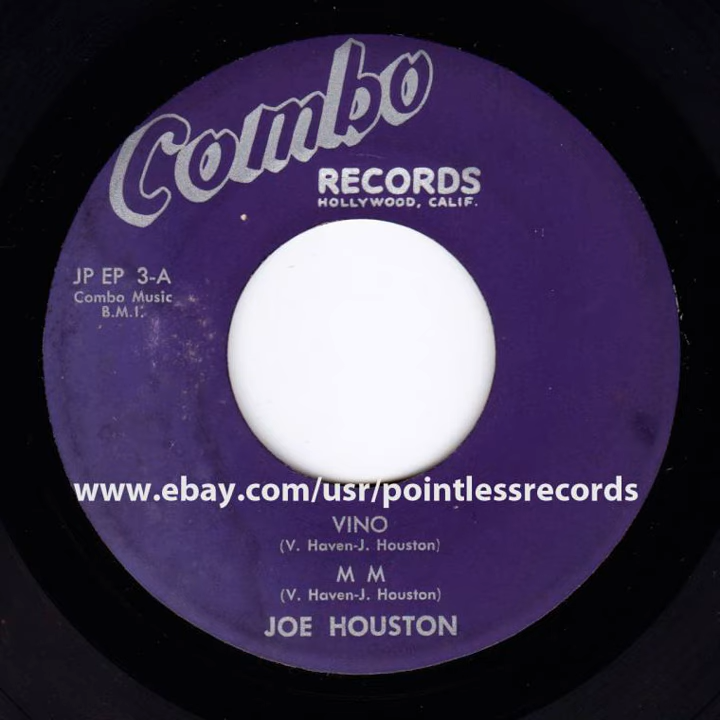 Combo
RECORDS
HOLLYWOOD, CALIF.
JP EP 3-A
Combo Music
B.M.I.
www.ebay.com/usr/pointlessrecords
VINO
(V. Haven-J. Houston)
M M
(V. Haven-J. Houston)
JOE HOUSTON